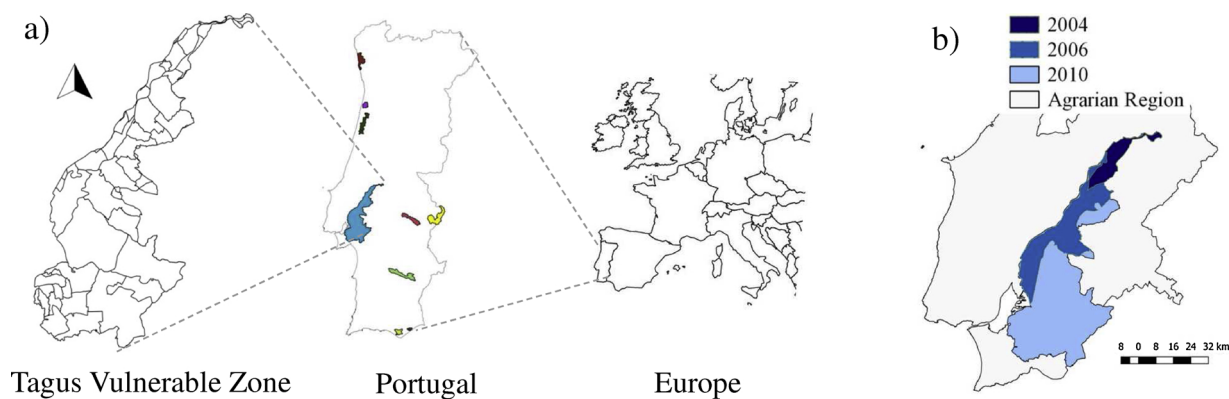 a)
Tagus Vulnerable Zone
Portugal
Europe
b)
2004
2006
2010
Agrarian Region
8 0 8 16 24 32 km